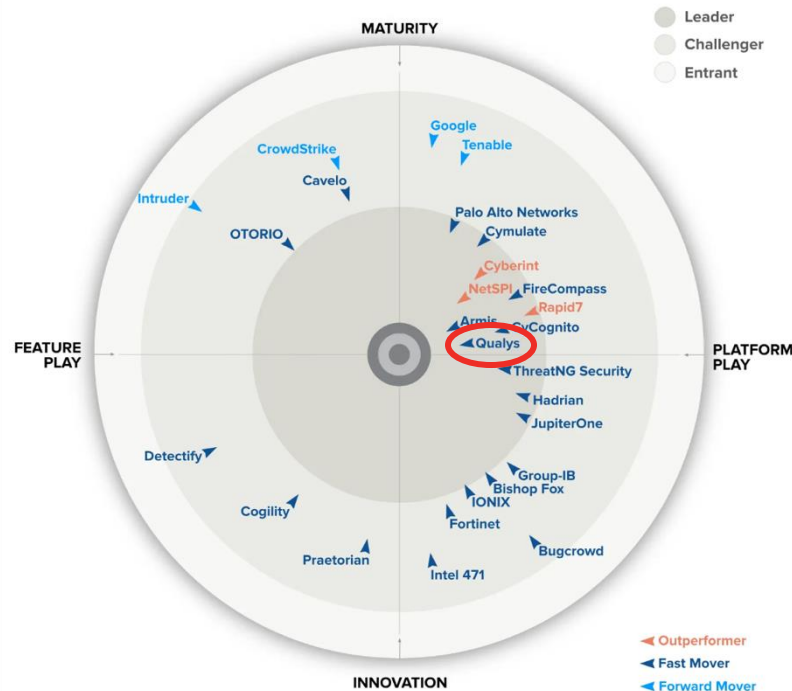 Leader
Challenger
Entrant
MATURITY
Google
Tenable
CrowdStrike
Cavelo
Intruder
OTORIO
Palo Alto Networks
Cymulate
Cyberint
NetSPI
FireCompass
Rapid7
Armis
CyCognito
Qualys
FEATURE
PLAY
PLATFORM
PLAY
ThreatNG Security
Hadrian
JupiterOne
Detectify
Group-IB
Bishop Fox
IONIX
Cogility
Fortinet
Bugcrowd
Praetorian
Intel 471
INNOVATION
Outperformer
Fast Mover
Forward Mover